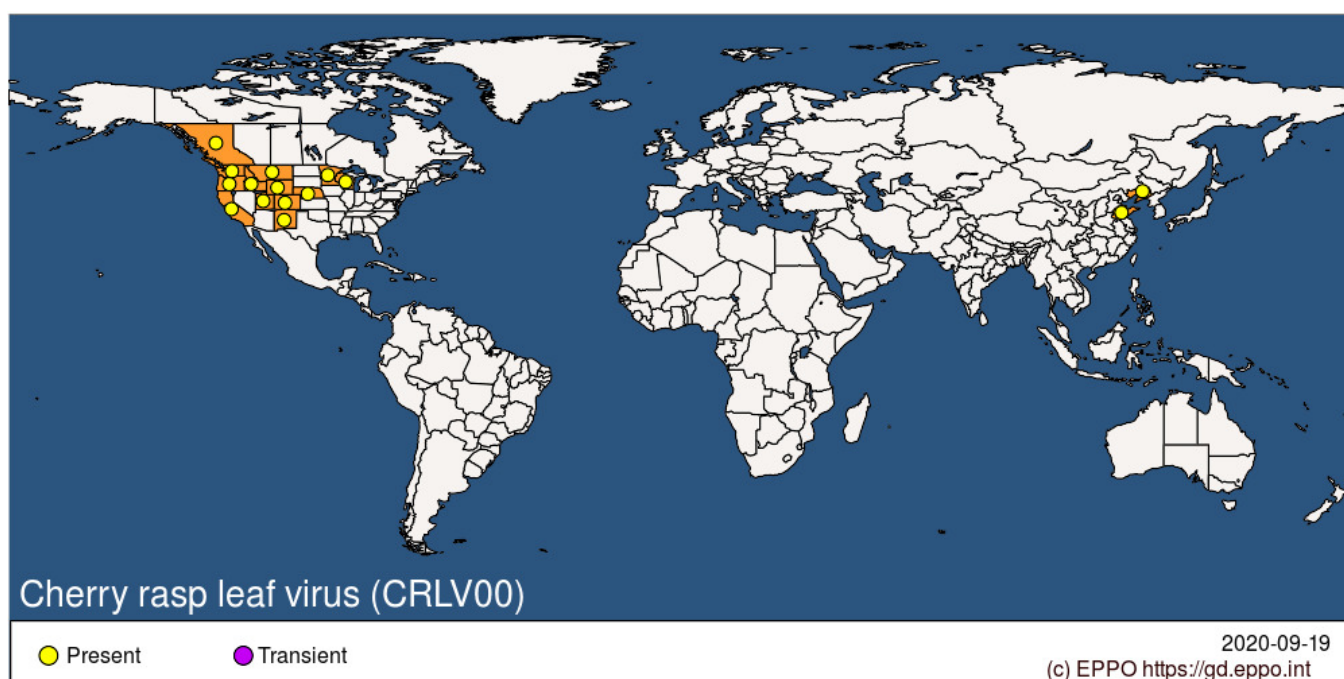 Cherry rasp leaf virus (CRLV00)
Present
Transient
2020-09-19
(c) EPPO https://gd.eppo.int